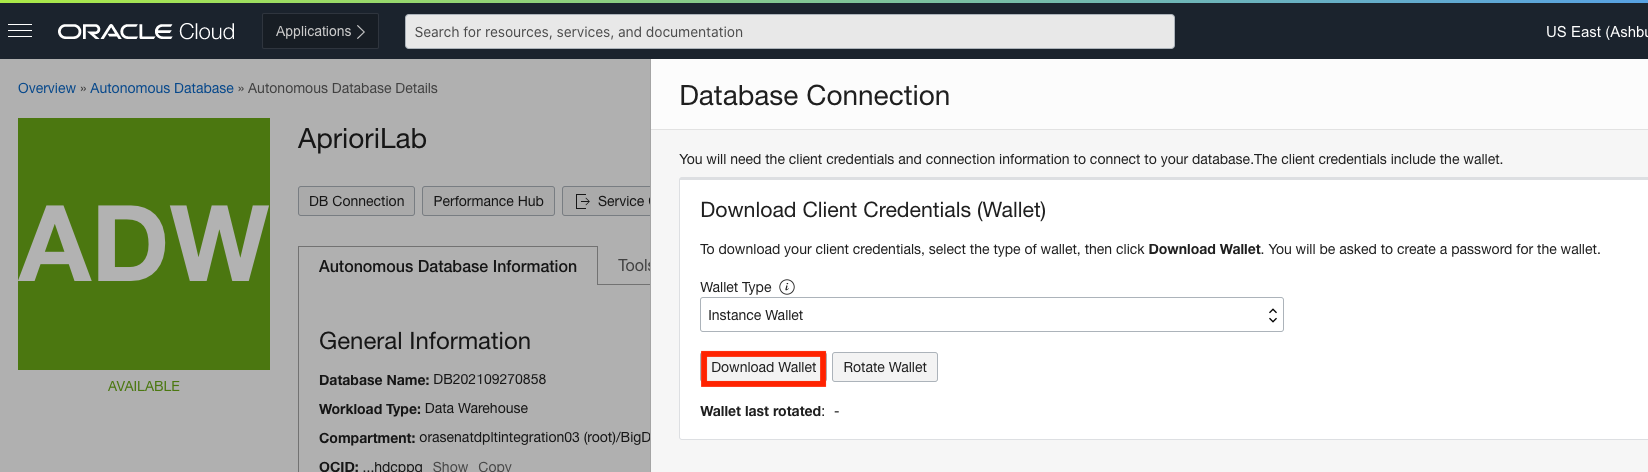 ORACLE Cloud
Applications
Search for resources, services, and documentation
US East (Ashbu
Overview » Autonomous Database » Autonomous Database Details
ADW
AVAILABLE
AprioriLab
DB Connection
Performance Hub
Service
Autonomous Database Information
Tools
General Information
Database Name: DB202109270858
Workload Type: Data Warehouse
Compartment: orasenatdpltintegration03 (root)/BigD
OCID: ...hdcppq Show Copy
Database Connection
You will need the client credentials and connection information to connect to your database.The client credentials include the wallet.
Download Client Credentials (Wallet)
To download your client credentials, select the type of wallet, then click Download Wallet. You will be asked to create a password for the wallet.
Wallet Type
Instance Wallet
Download Wallet
Rotate Wallet
Wallet last rotated: -